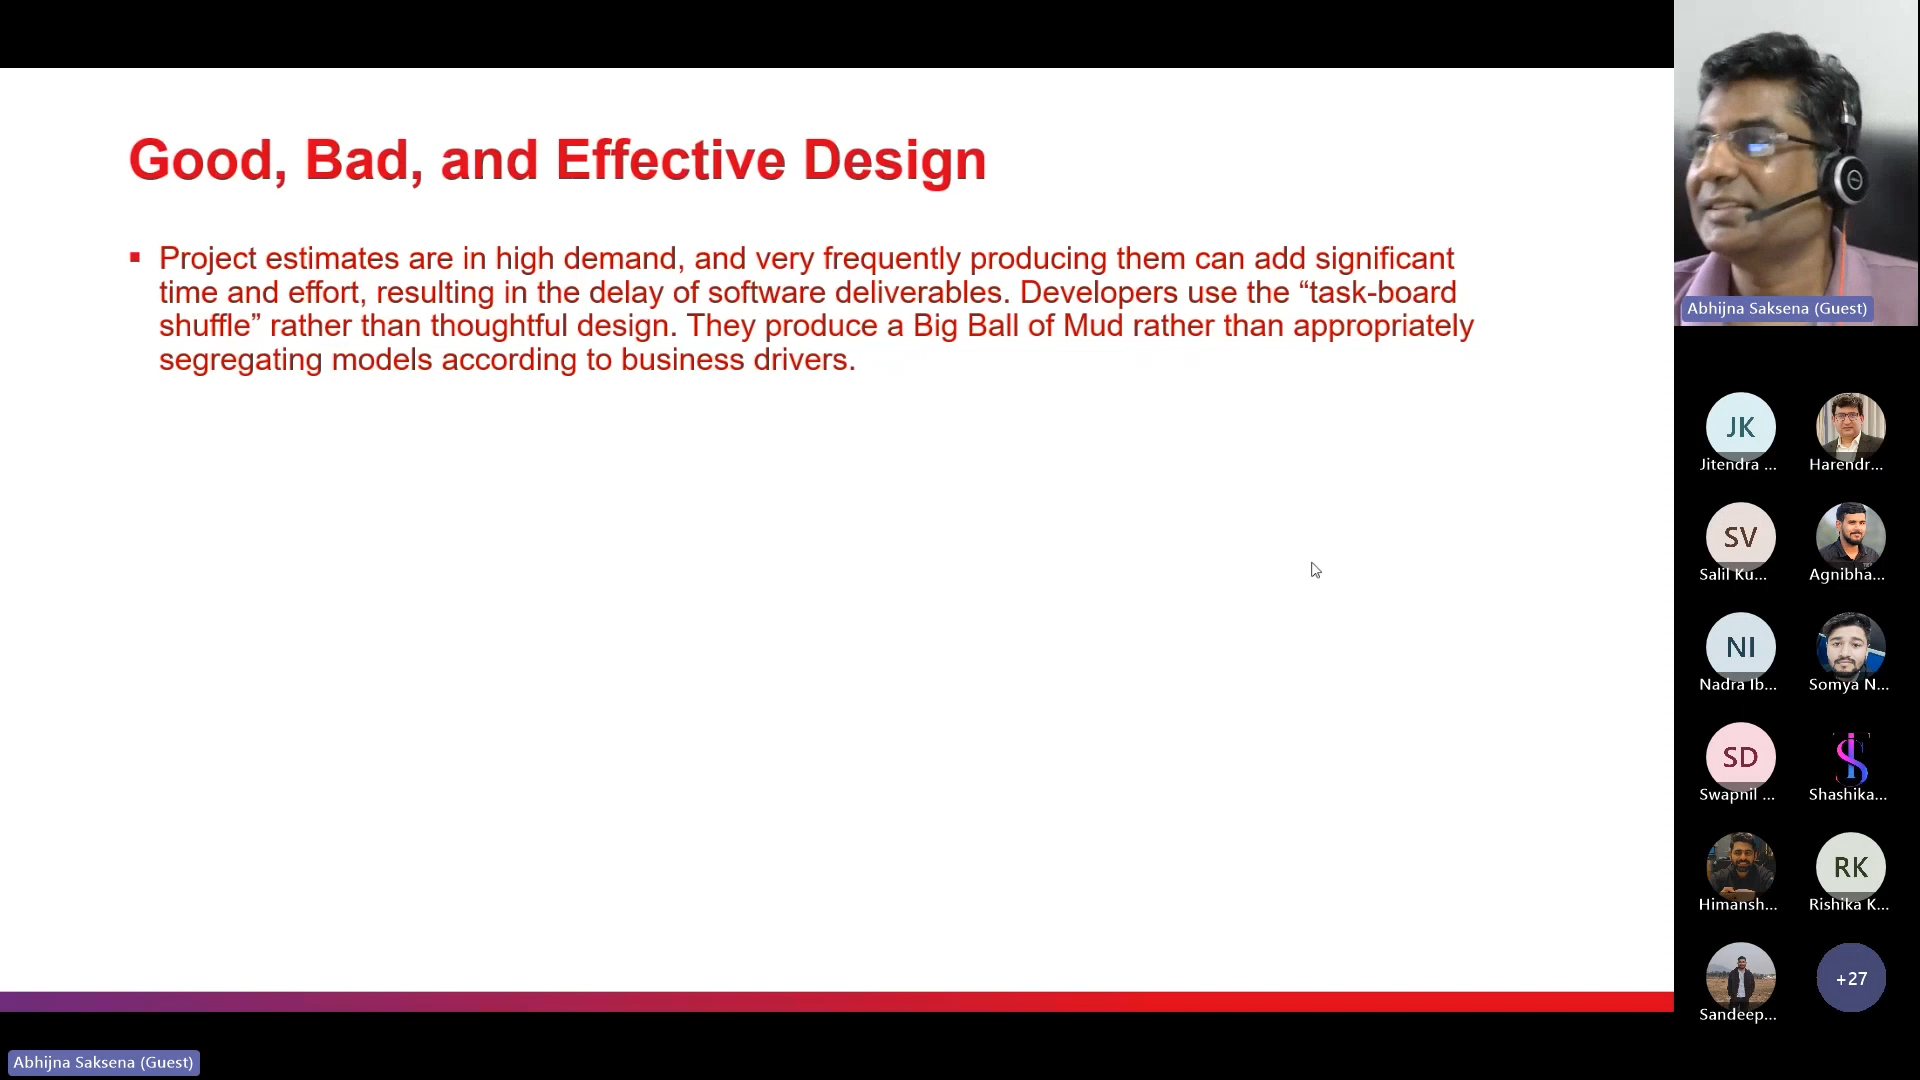 Good, Bad, and Effective Design
▪ Project estimates are in high demand, and very frequently producing them can add significant
time and effort, resulting in the delay of software deliverables. Developers use the “task-board
shuffle” rather than thoughtful design. They produce a Big Ball of Mud rather than appropriately
segregating models according to business drivers.
Abhijna Saksena (Guest)
JK
Jitendra ...
Harendr...
SV
Salil Ku...
Agnibha...
NI
Nadra Ib...
Somya N...
SD
Swapnil ...
Shashika...
Himansh...
RK
Rishika K...
Sandeep...
+27
Abhijna Saksena (Guest)